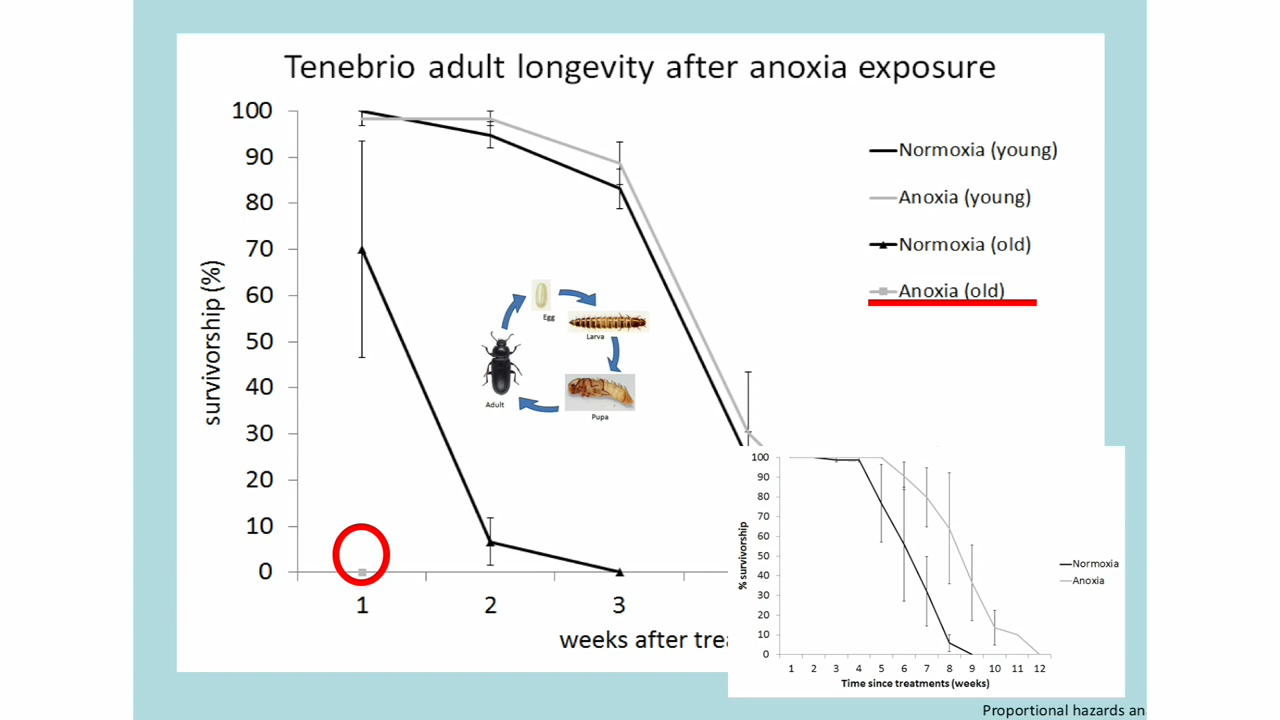 Tenebrio adult longevity after anoxia exposure
survivorship (%)
100
90
80
70
60
50
40
30
20
10
0
1
2
3
weeks after trea
Normoxia (young)
Anoxia (young)
Normoxia (old)
Anoxia (old)
Egg
Larva
Pupa
Adult
% survivorship
100
90
80
70
60
50
40
30
20
10
0
1 2 3 4 5 6 7 8 9 10 11 12
Time since treatments (weeks)
Normoxia
Anoxia
Proportional hazards an